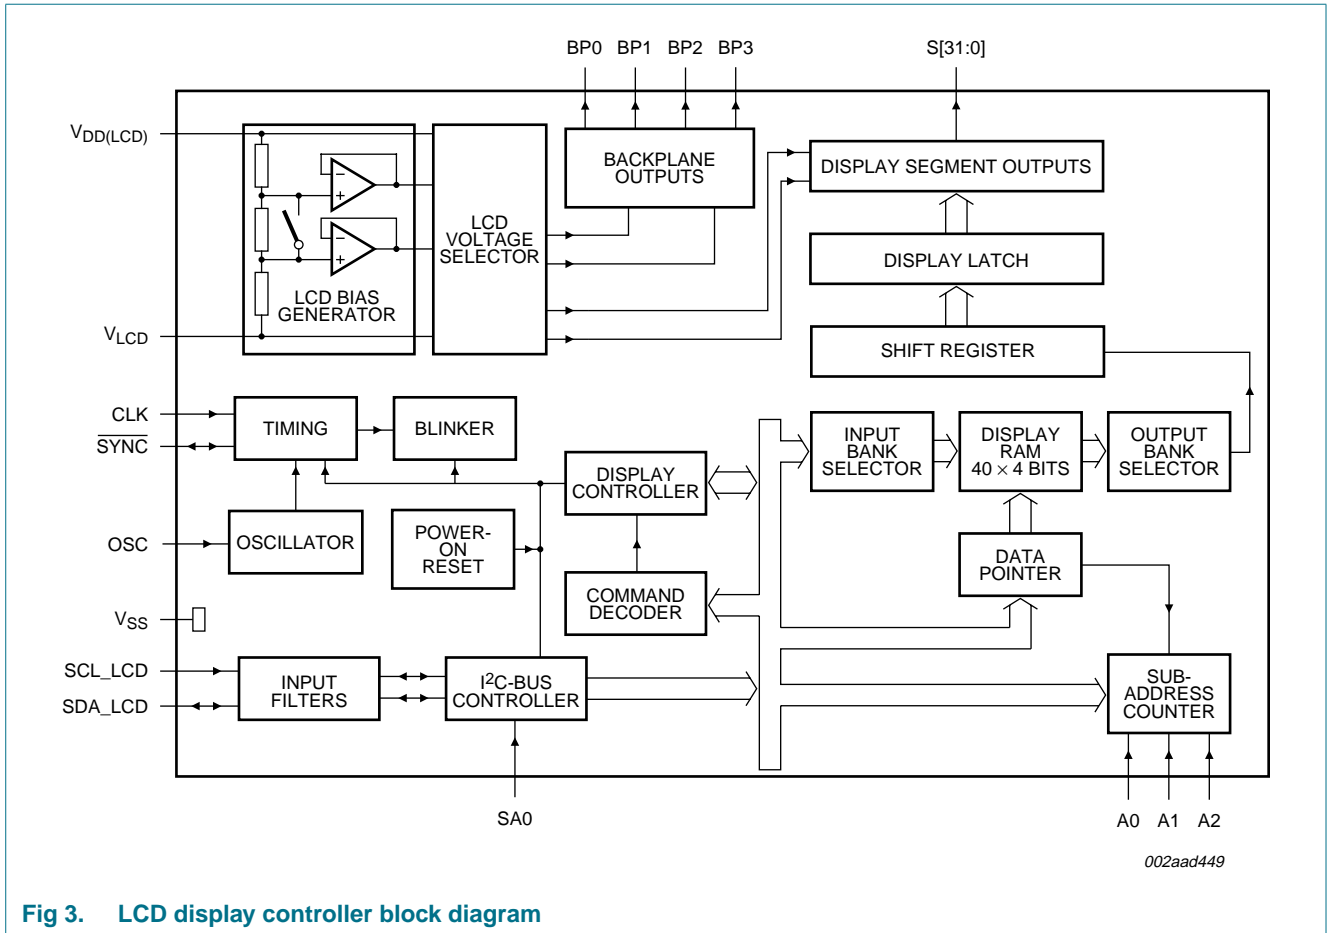 BP0 BP1 BP2 BP3 S[31:0]
VDD(LCD)
BACKPLANE
OUTPUTS
DISPLAY SEGMENT OUTPUTS
LCD
VOLTAGE
SELECTOR
DISPLAY LATCH
LCD BIAS
GENERATOR
VLCD
SHIFT REGISTER
CLK
SYNC
TIMING
BLINKER
INPUT
BANK
SELECTOR
DISPLAY
RAM
40 × 4 BITS
OUTPUT
BANK
SELECTOR
DISPLAY
CONTROLLER
OSC
OSCILLATOR
POWER-
ON
RESET
DATA
POINTER
COMMAND
DECODER
VSS
SCL_LCD
SDA_LCD
INPUT
FILTERS
I²C-BUS
CONTROLLER
SUB-
ADDRESS
COUNTER
SA0
A0 A1 A2
002aad449
Fig 3. LCD display controller block diagram